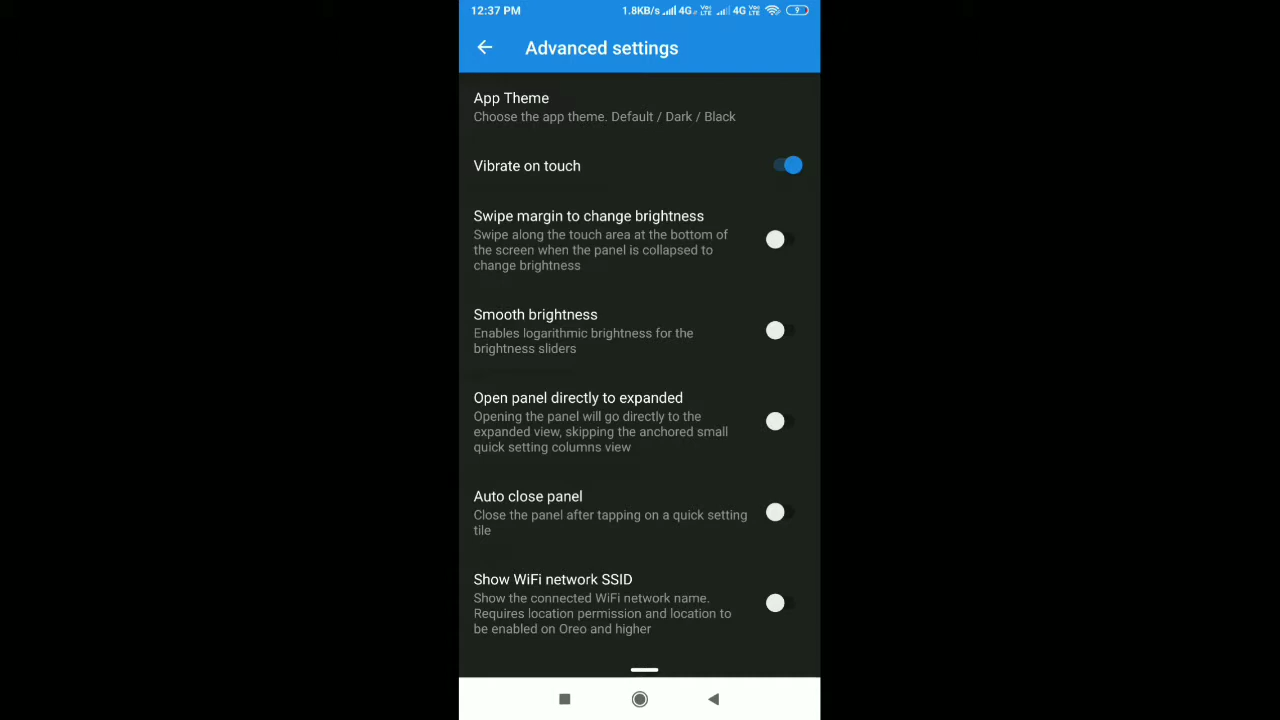 12:37 PM 1.8KB/s 4G VoLTE 4G VoLTE 9
Advanced settings
App Theme
Choose the app theme. Default / Dark / Black
Vibrate on touch
Swipe margin to change brightness
Swipe along the touch area at the bottom of
the screen when the panel is collapsed to
change brightness
Smooth brightness
Enables logarithmic brightness for the
brightness sliders
Open panel directly to expanded
Opening the panel will go directly to the
expanded view, skipping the anchored small
quick setting columns view
Auto close panel
Close the panel after tapping on a quick setting
tile
Show WiFi network SSID
Show the connected WiFi network name.
Requires location permission and location to
be enabled on Oreo and higher